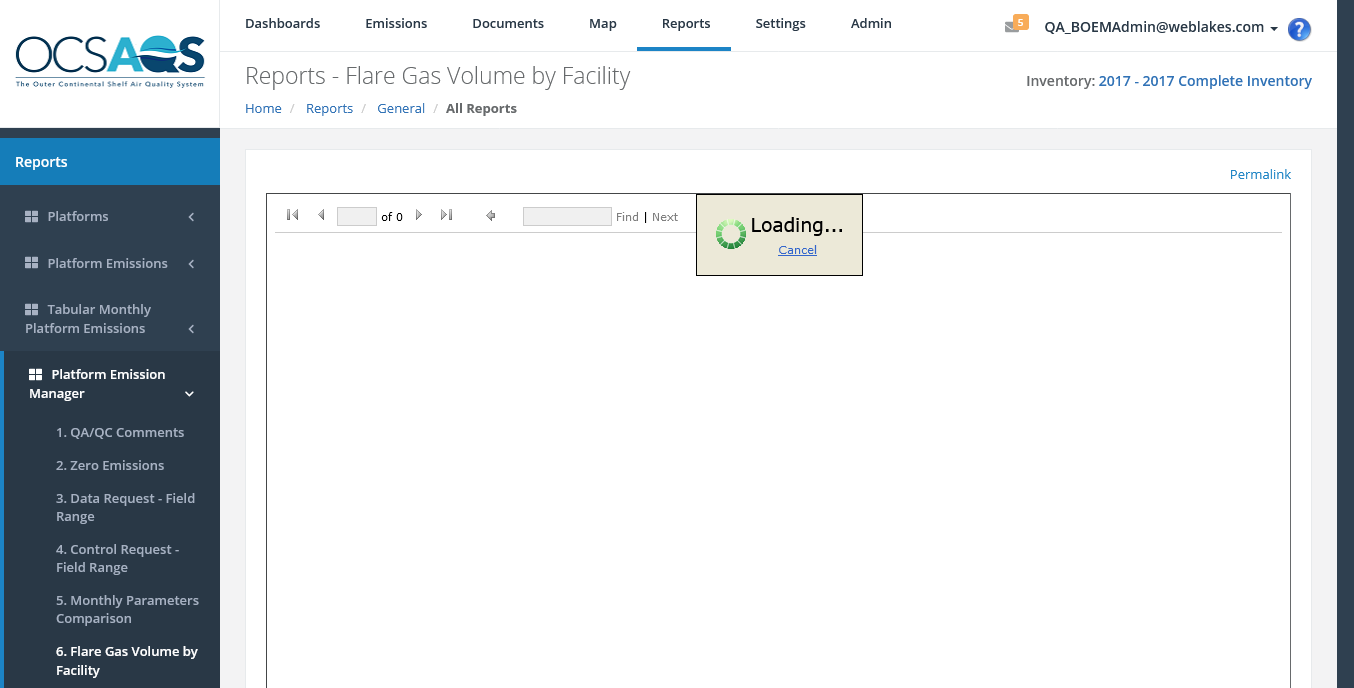 OCSAQS
The Outer Continental Shelf Air Quality System
Dashboards Emissions Documents Map Reports Settings Admin
5
QA_BOEMAdmin@weblakes.com
?
Reports - Flare Gas Volume by Facility
Inventory: 2017 - 2017 Complete Inventory
Home / Reports / General / All Reports
Reports
Platforms
Platform Emissions
Tabular Monthly
Platform Emissions
Platform Emission
Manager
1. QA/QC Comments
2. Zero Emissions
3. Data Request - Field
Range
4. Control Request -
Field Range
5. Monthly Parameters
Comparison
6. Flare Gas Volume by
Facility
Permalink
of 0
Find | Next
Loading...
Cancel